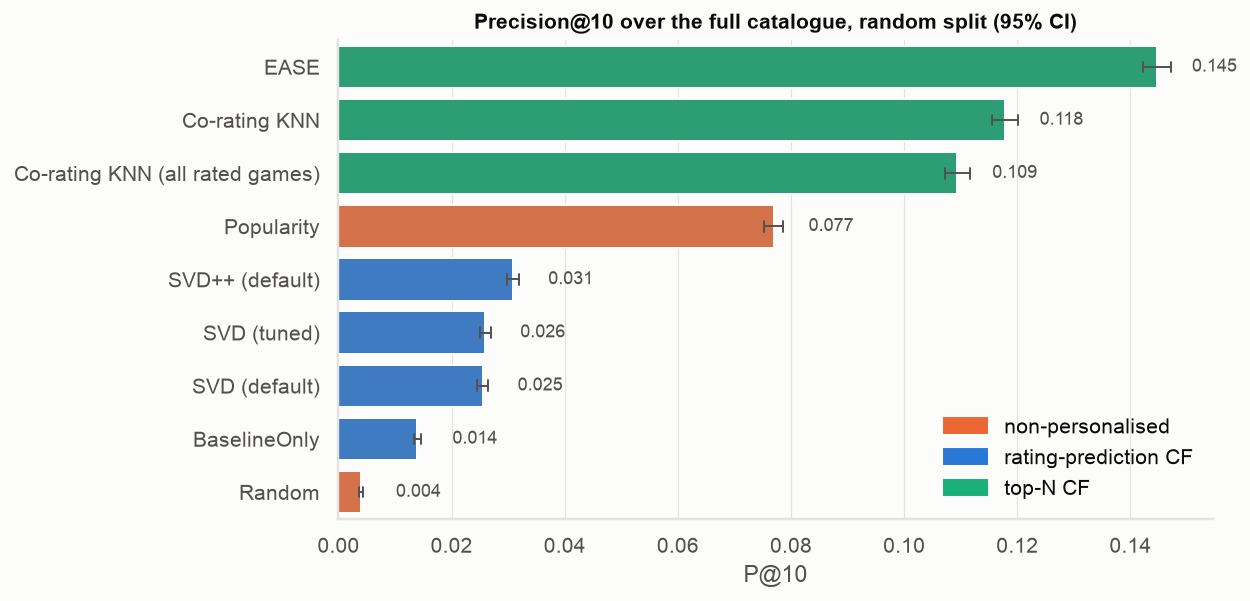 Precision@10 over the full catalogue, random split (95% CI)
EASE 0.145
Co-rating KNN 0.118
Co-rating KNN (all rated games) 0.109
Popularity 0.077
SVD++ (default) 0.031
SVD (tuned) 0.026
SVD (default) 0.025
BaselineOnly 0.014
Random 0.004
non-personalised
rating-prediction CF
top-N CF
0.00 0.02 0.04 0.06 0.08 0.10 0.12 0.14
P@10